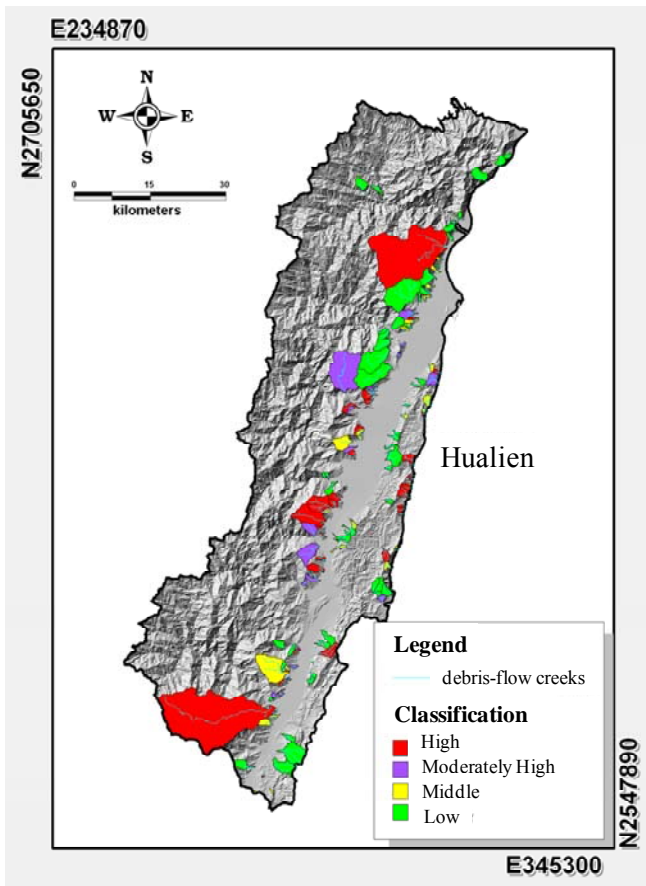 E234870
N2705650
N
W E
S
0 15 30
kilometers
Hualien
Legend
debris-flow creeks
Classification
High
Moderately High
Middle
Low
N2547890
E345300